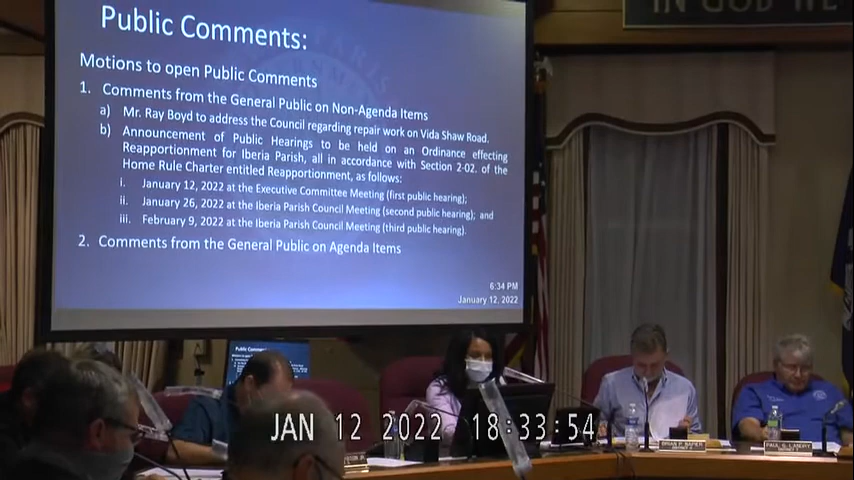 IN GOD WE
Public Comments:
Motions to open Public Comments
1. Comments from the General Public on Non-Agenda Items
a) Mr. Ray Boyd to address the Council regarding repair work on Vida Shaw Road.
b) Announcement of Public Hearings to be held on an Ordinance effecting
Reapportionment for Iberia Parish, all in accordance with Section 2-02. of the
Home Rule Charter entitled Reapportionment, as follows:
i. January 12, 2022 at the Executive Committee Meeting (first public hearing);
ii. January 26, 2022 at the Iberia Parish Council Meeting (second public hearing); and
iii. February 9, 2022 at the Iberia Parish Council Meeting (third public hearing).
2. Comments from the General Public on Agenda Items
6:34 PM
January 12, 2022
JAN 12 2022 18:33:54
PAUL G. LANDRY